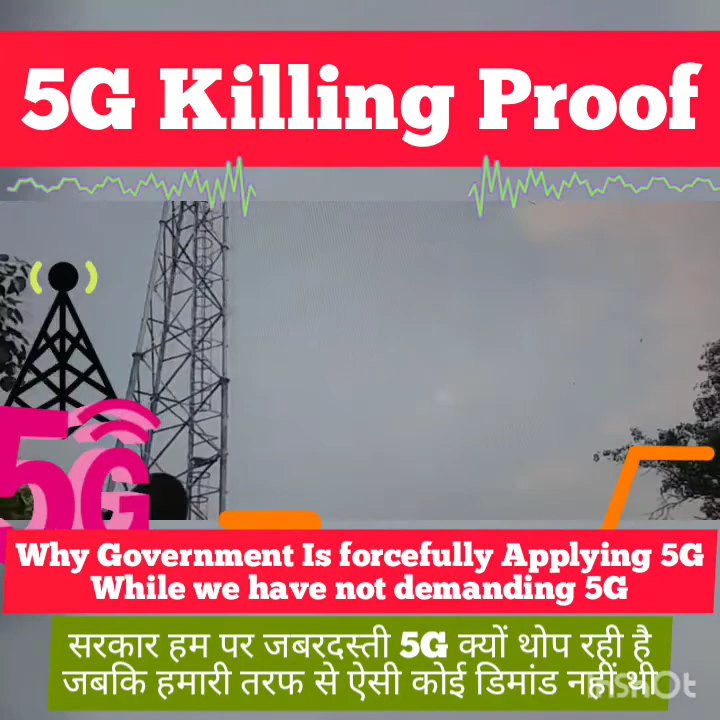 5G Killing Proof
5G
Why Government Is forcefully Applying 5G
While we have not demanding 5G
सरकार हम पर जबरदस्ती 5G क्यों थोप रही है
जबकि हमारी तरफ से ऐसी कोई डिमांड नहीं थी